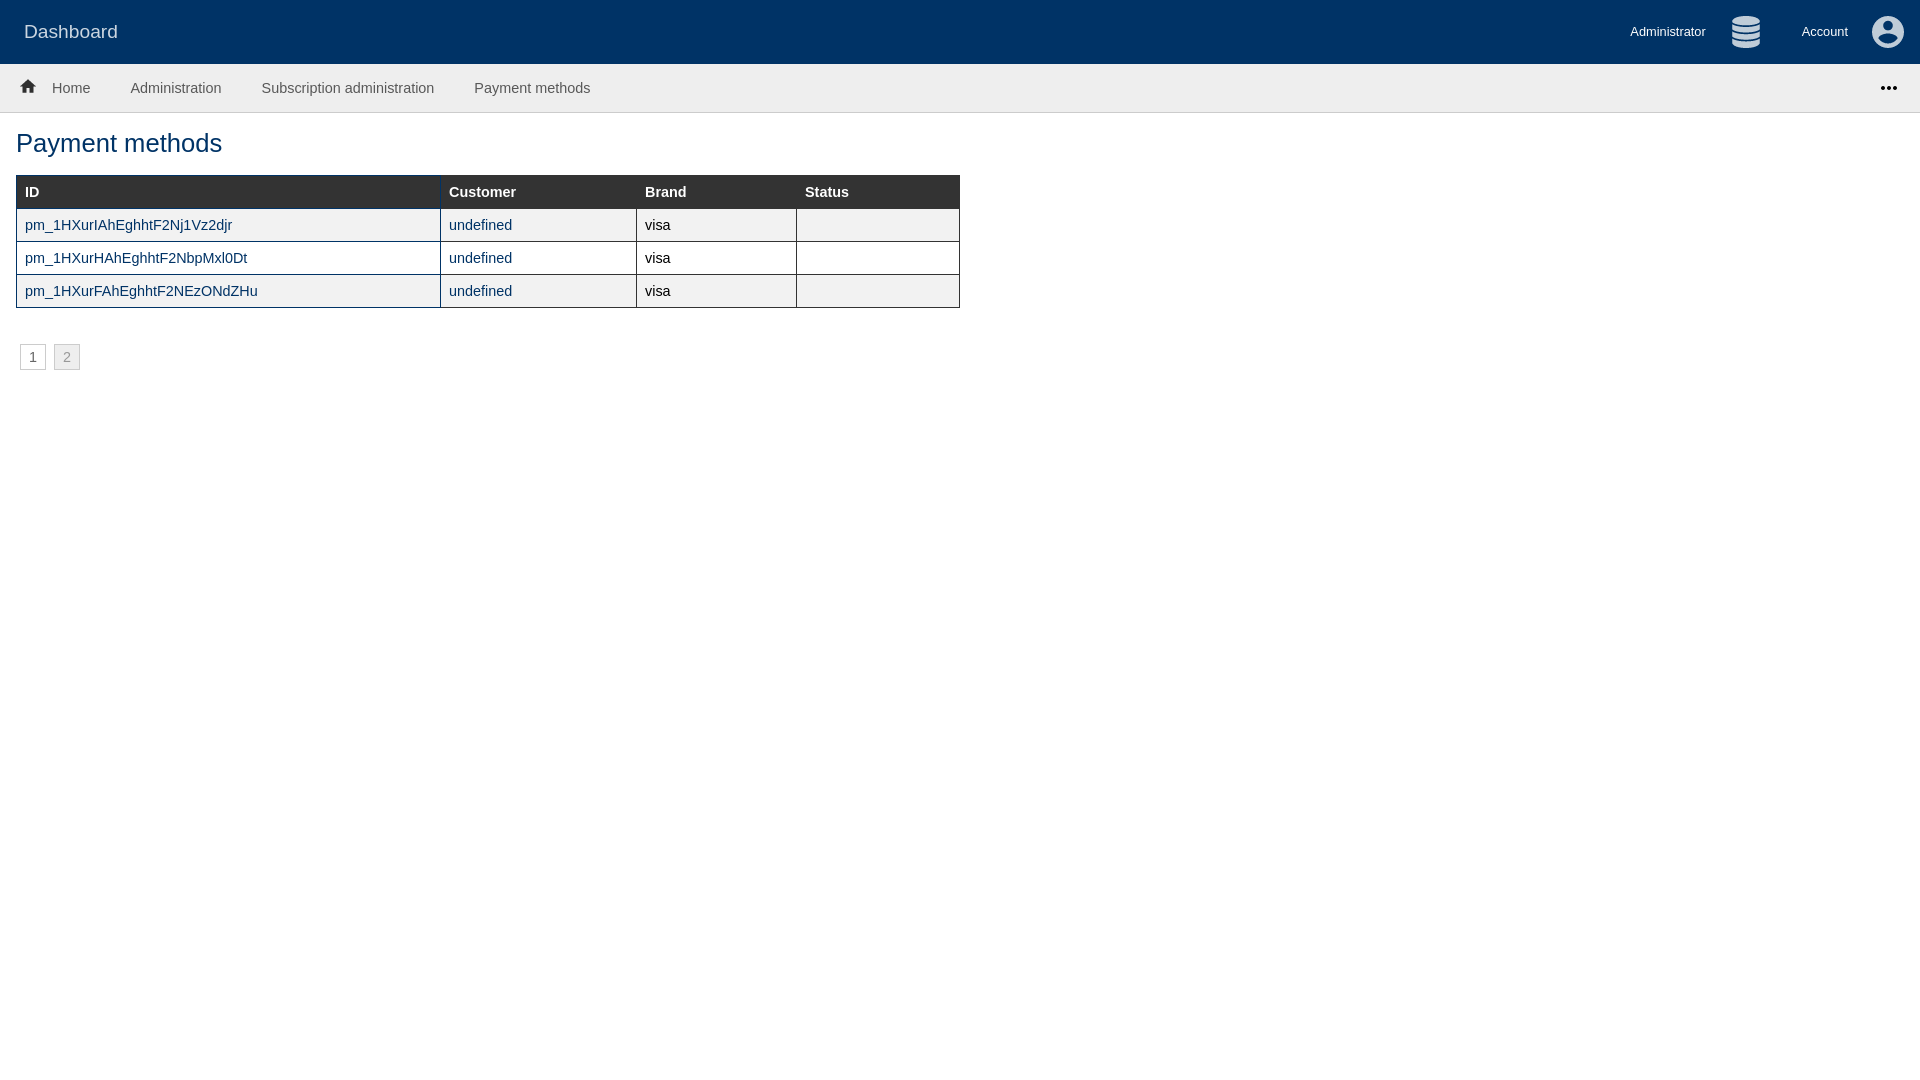 Dashboard
Administrator
Account
Home
Administration
Subscription administration
Payment methods
Payment methods
ID Customer Brand Status
pm_1HXurIAhEghhtF2Nj1Vz2djr undefined visa
pm_1HXurHAhEghhtF2NbpMxl0Dt undefined visa
pm_1HXurFAhEghhtF2NEzONdZHu undefined visa
1 2